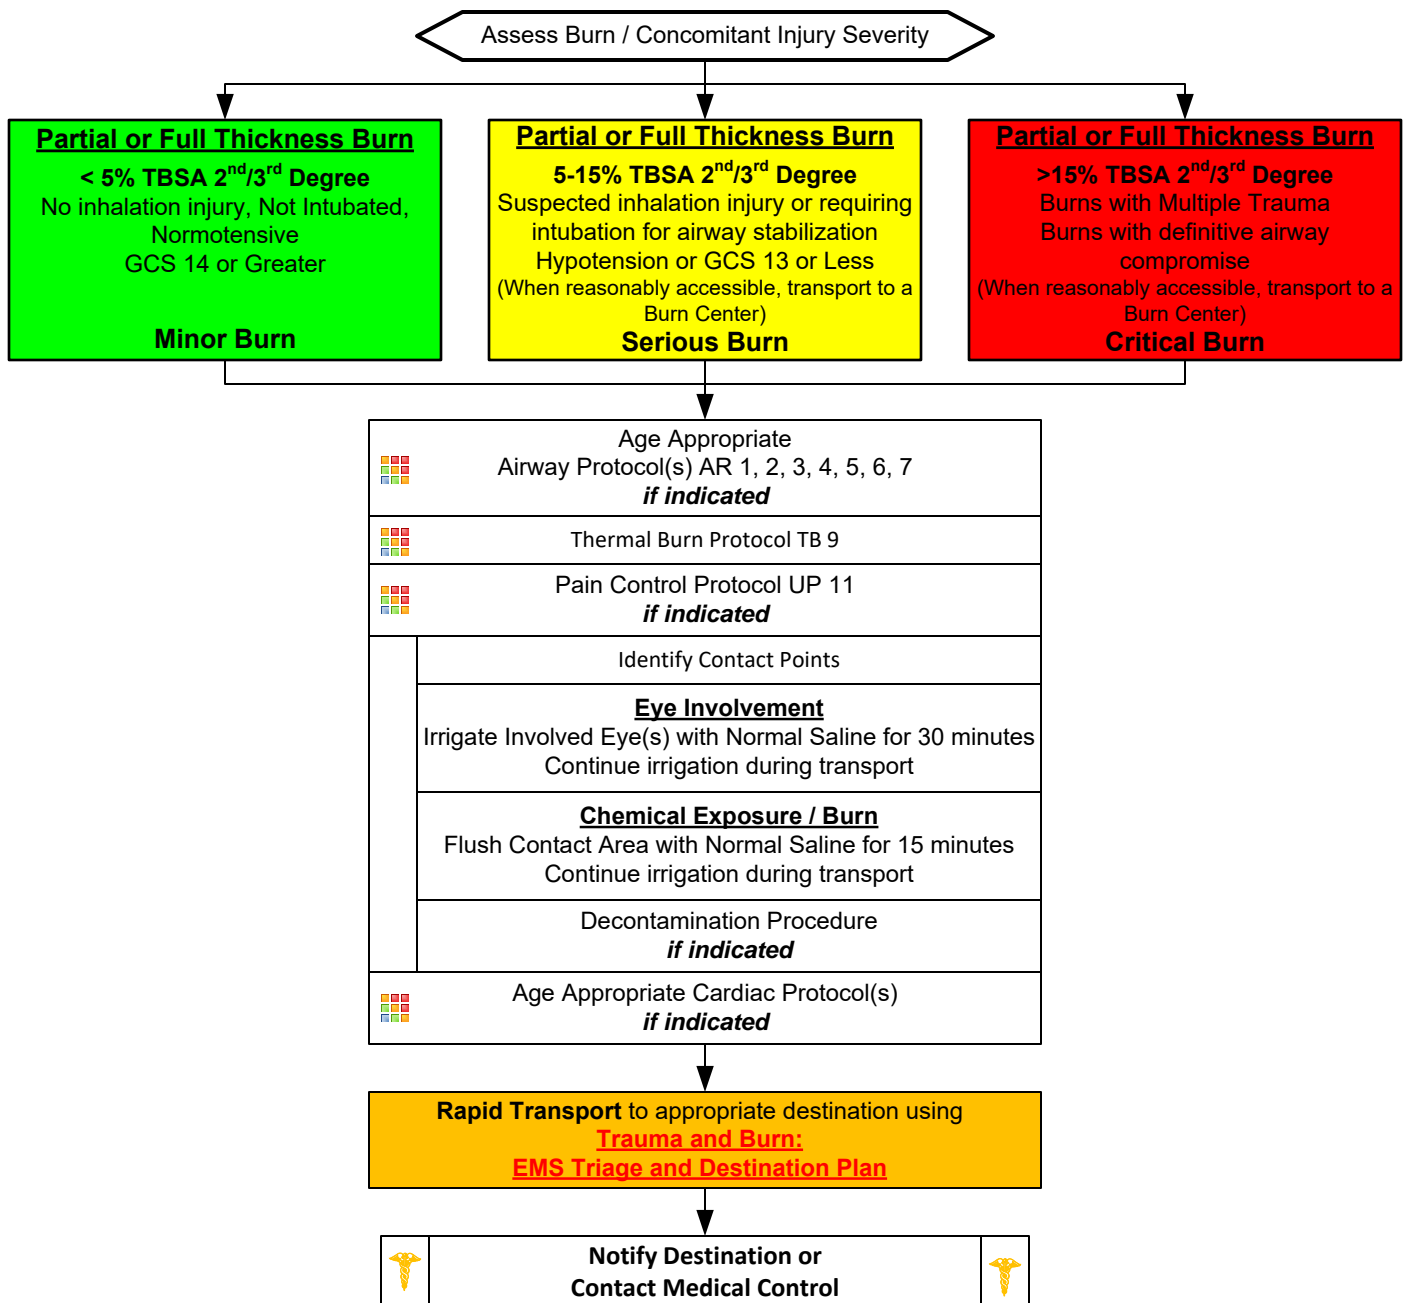 Assess Burn / Concomitant Injury Severity
Partial or Full Thickness Burn
< 5% TBSA 2nd/3rd Degree
No inhalation injury, Not Intubated,
Normotensive
GCS 14 or Greater
Minor Burn
Partial or Full Thickness Burn
5-15% TBSA 2nd/3rd Degree
Suspected inhalation injury or requiring
intubation for airway stabilization
Hypotension or GCS 13 or Less
(When reasonably accessible, transport to a
Burn Center)
Serious Burn
Partial or Full Thickness Burn
>15% TBSA 2nd/3rd Degree
Burns with Multiple Trauma
Burns with definitive airway
compromise
(When reasonably accessible, transport to a
Burn Center)
Critical Burn
Age Appropriate
Airway Protocol(s) AR 1, 2, 3, 4, 5, 6, 7
if indicated
Thermal Burn Protocol TB 9
Pain Control Protocol UP 11
if indicated
Identify Contact Points
Eye Involvement
Irrigate Involved Eye(s) with Normal Saline for 30 minutes
Continue irrigation during transport
Chemical Exposure / Burn
Flush Contact Area with Normal Saline for 15 minutes
Continue irrigation during transport
Decontamination Procedure
if indicated
Age Appropriate Cardiac Protocol(s)
if indicated
Rapid Transport to appropriate destination using
Trauma and Burn:
EMS Triage and Destination Plan
Notify Destination or
Contact Medical Control